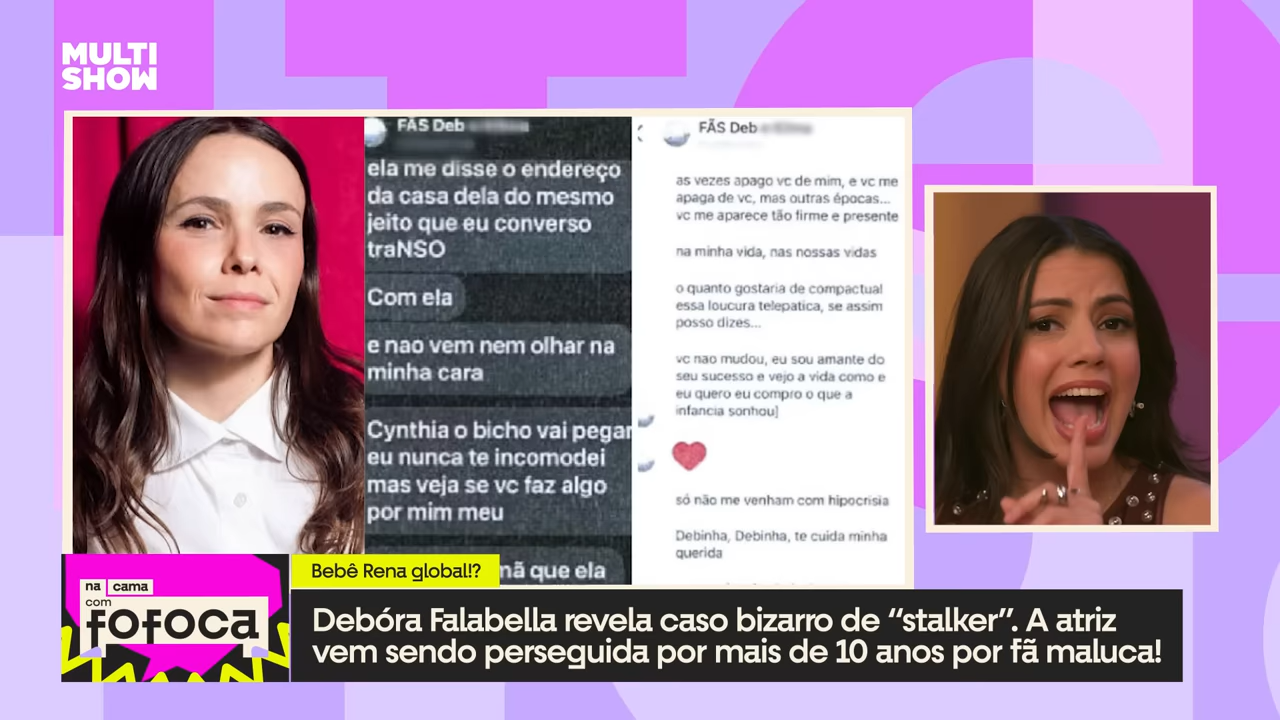 MULTI
SHOW
FÃS Deb
ela me disse o endereço
da casa dela do mesmo
jeito que eu converso
traNSO
Com ela
e nao vem nem olhar na
minha cara
Cynthia o bicho vai pegar
eu nunca te incomodei
mas veja se vc faz algo
por mim meu
mã que ela
FÃS Deb
as vezes apago vc de mim, e vc me
apaga de vc, mas outras épocas...
vc me aparece tão firme e presente
na minha vida, nas nossas vidas
o quanto gostaria de compactual
essa loucura telepatica, se assim
posso dizes...
vc nao mudou, eu sou amante do
seu sucesso e vejo a vida como e
eu quero eu compro o que a
infancia sonhou]
só não me venham com hipocrisia
Debinha, Debinha, te cuida minha
querida
Bebê Rena global!?
na cama
com
fofoca
Debóra Falabella revela caso bizarro de “stalker”. A atriz
vem sendo perseguida por mais de 10 anos por fã maluca!